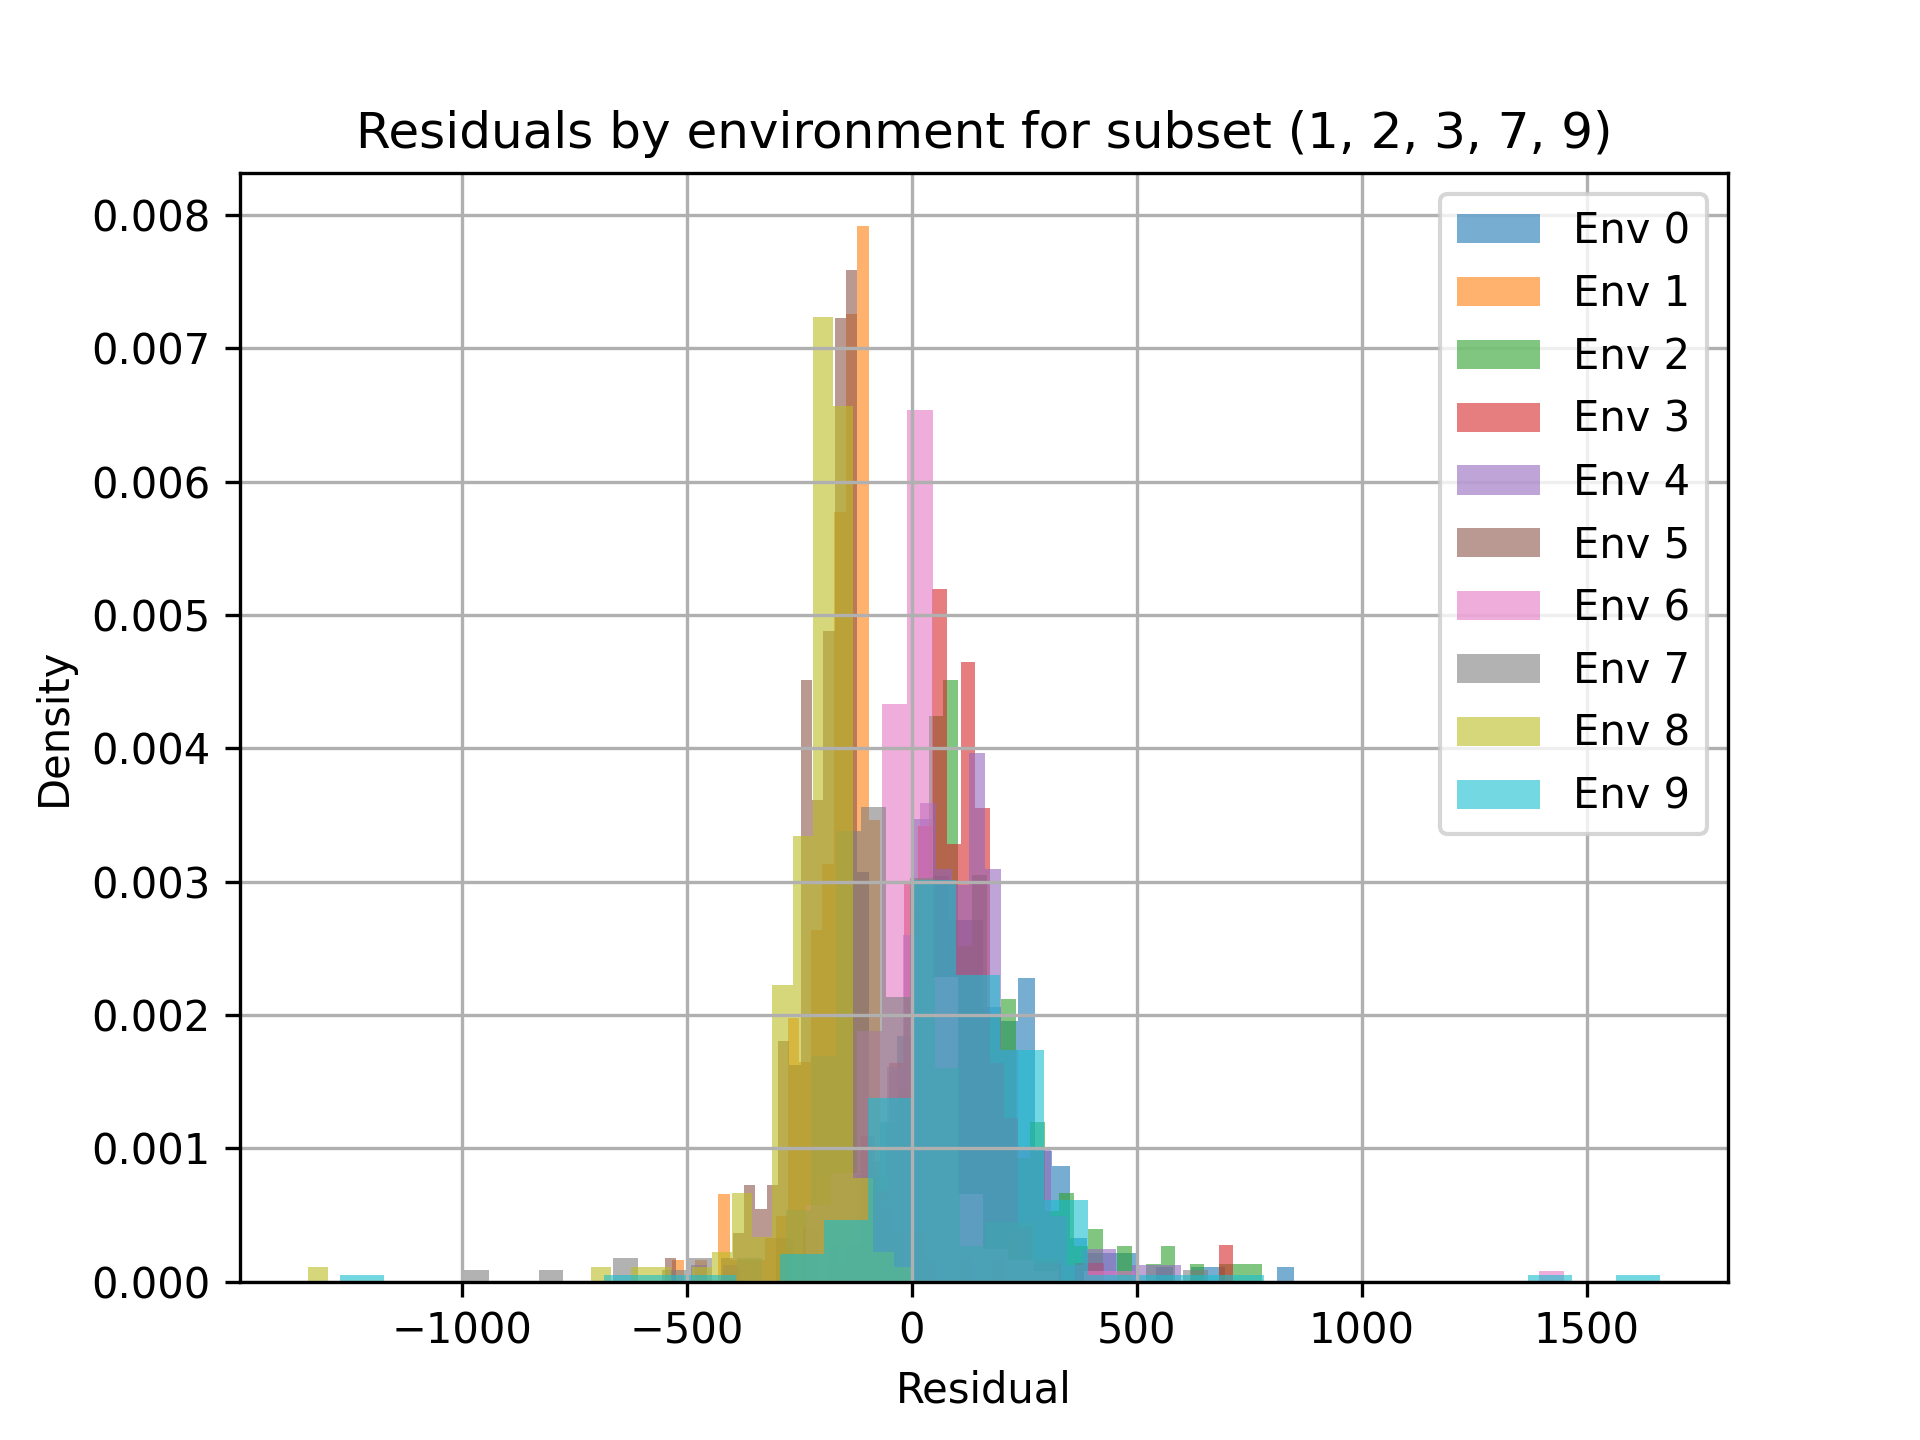 Residuals by environment for subset (1, 2, 3, 7, 9)
0.008
0.007
0.006
0.005
0.004
0.003
0.002
0.001
0.000
Density
Env 0
Env 1
Env 2
Env 3
Env 4
Env 5
Env 6
Env 7
Env 8
Env 9
−1000
−500
0
500
1000
1500
Residual